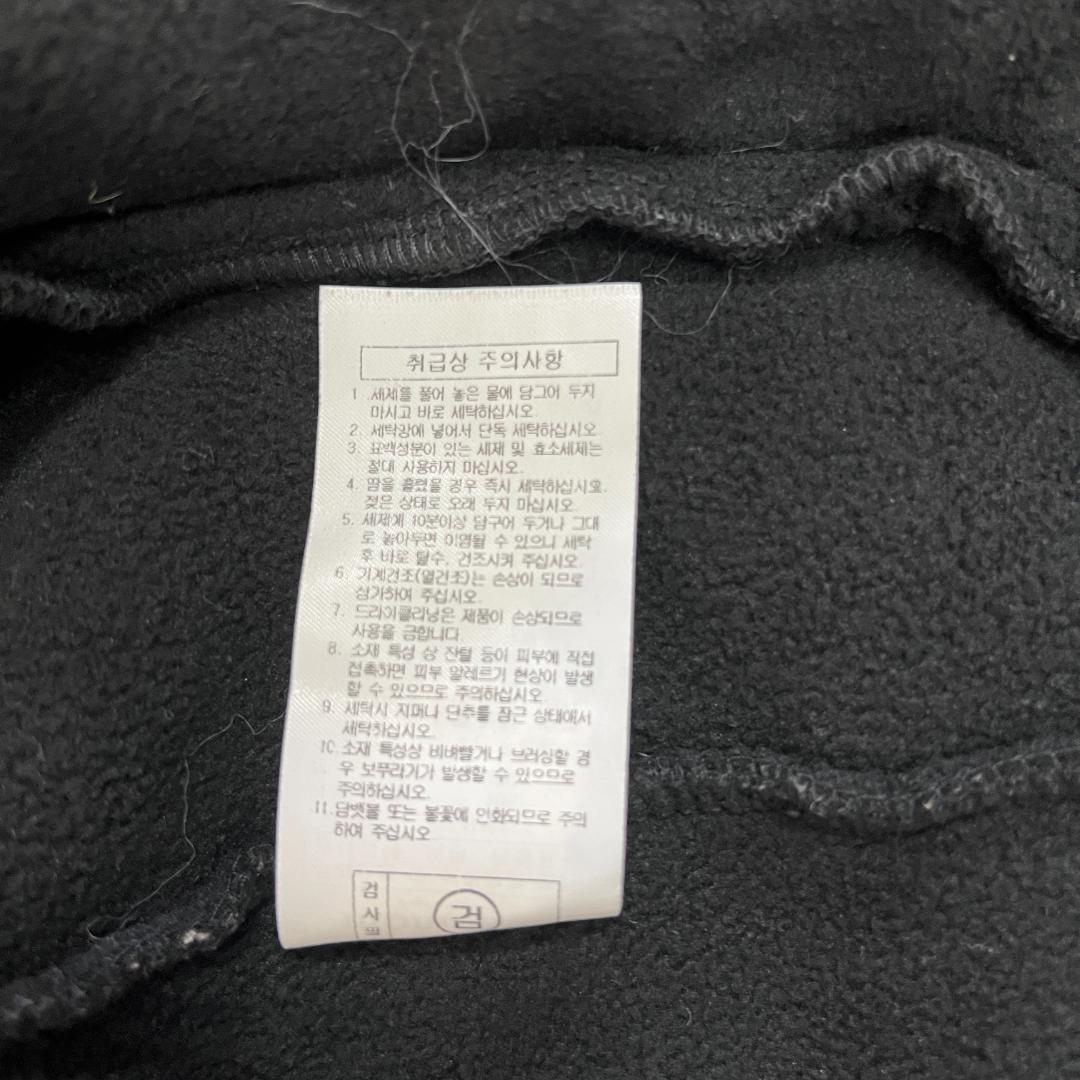 취급상 주의사항
1. 세제를 풀어 놓은 물에 담그어 두지
마시고 바로 세탁하십시오.
2. 세탁망에 넣어서 단독 세탁하십시오.
3. 표백성분이 있는 세제 및 효소세제는
절대 사용하지 마십시오.
4. 땀을 흘렸을 경우 즉시 세탁하십시요.
젖은 상태로 오래 두지 마십시오.
5. 세제에 10분이상 담구어 두거나 그대
로 놓아두면 이염될 수 있으니 세탁
후 바로 탈수, 건조시켜 주십시오.
6. 기계건조(열건조)는 손상이 되므로
삼가하여 주십시오.
7. 드라이클리닝은 제품이 손상되므로
사용을 금합니다.
8. 소재 특성 상 잔털 등이 피부에 직접
접촉하면 피부 알레르기 현상이 발생
할 수 있으므로 주의하십시오.
9. 세탁시 지퍼나 단추를 잠근 상태에서
세탁하십시오.
10. 소재 특성상 비벼빨거나 브러싱할 경
우 보푸라기가 발생할 수 있으므로
주의하십시오.
11. 담뱃불 또는 불꽃에 인화되므로 주의
하여 주십시오
검
사
검